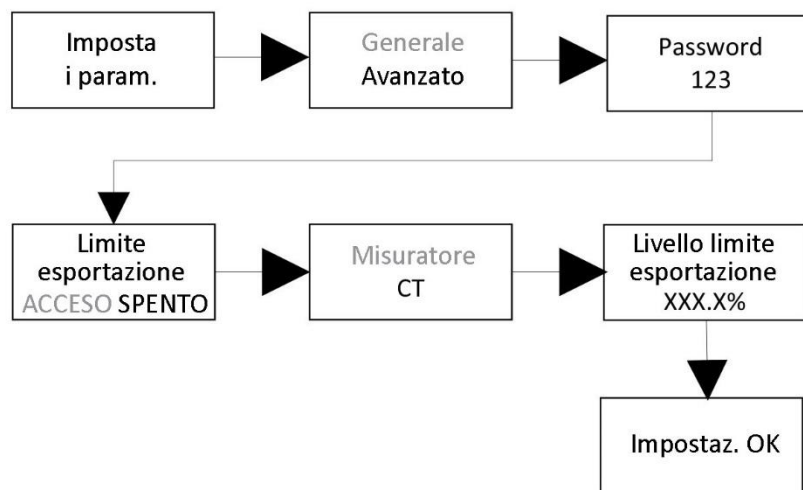 Imposta
i param.
Generale
Avanzato
Password
123
Limite
esportazione
ACCESO SPENTO
Misuratore
CT
Livello limite
esportazione
XXX.X%
Impostaz. OK